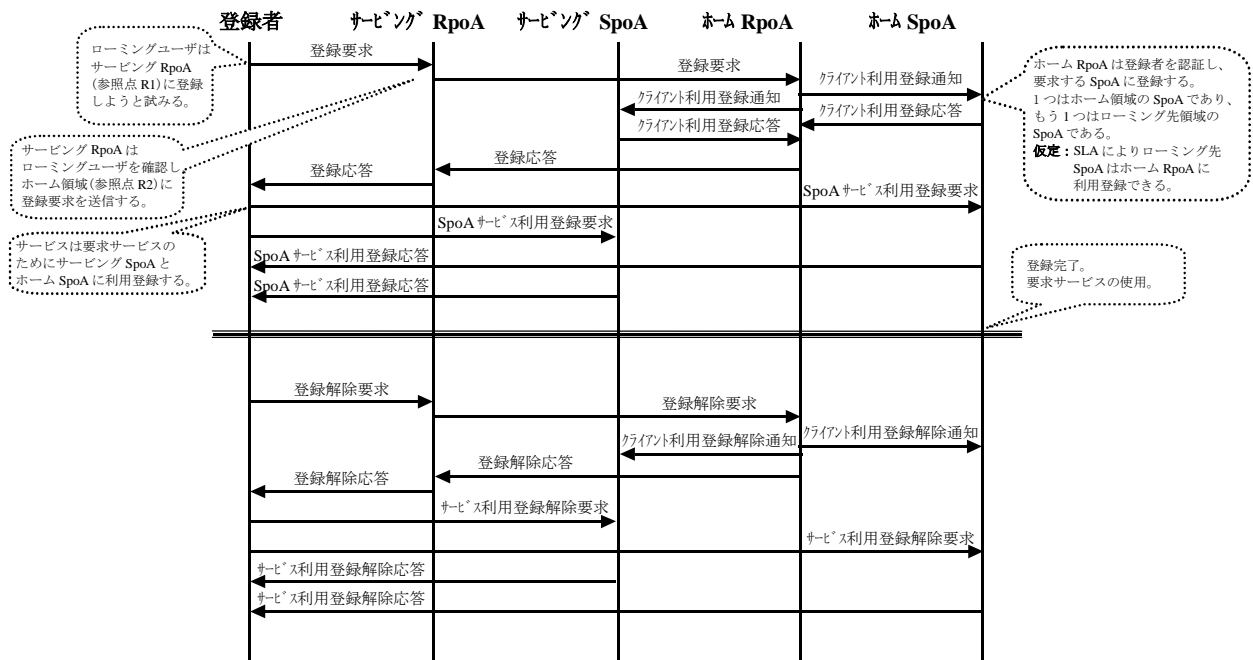 登録者 ｻｰﾋﾞﾝｸﾞ RpoA ｻｰﾋﾞﾝｸﾞ SpoA ﾎｰﾑ RpoA ﾎｰﾑ SpoA
ローミングユーザは
サービング RpoA
(参照点 R1)に登録
しようと試みる。
登録要求
登録要求
ｸﾗｲｱﾝﾄ利用登録通知
ｸﾗｲｱﾝﾄ利用登録通知
ｸﾗｲｱﾝﾄ利用登録応答
ｸﾗｲｱﾝﾄ利用登録応答
ホーム RpoA は登録者を認証し、
要求する SpoA に登録する。
1 つはホーム領域の SpoA であり、
もう 1 つはローミング先領域の
SpoA である。
仮定：SLA によりローミング先
SpoA はホーム RpoA に
利用登録できる。
サービング RpoA は
ローミングユーザを確認し
ホーム領域(参照点 R2)に
登録要求を送信する。
登録応答
登録応答
SpoA ｻｰﾋﾞｽ利用登録要求
SpoA ｻｰﾋﾞｽ利用登録要求
サービスは要求サービスの
ためにサービング SpoA と
ホーム SpoA に利用登録する。
SpoA ｻｰﾋﾞｽ利用登録応答
SpoA ｻｰﾋﾞｽ利用登録応答
登録完了。
要求サービスの使用。
登録解除要求
登録解除要求
ｸﾗｲｱﾝﾄ利用登録解除通知
ｸﾗｲｱﾝﾄ利用登録解除通知
登録解除応答
登録解除応答
ｻｰﾋﾞｽ利用登録解除要求
ｻｰﾋﾞｽ利用登録解除要求
ｻｰﾋﾞｽ利用登録解除応答
ｻｰﾋﾞｽ利用登録解除応答